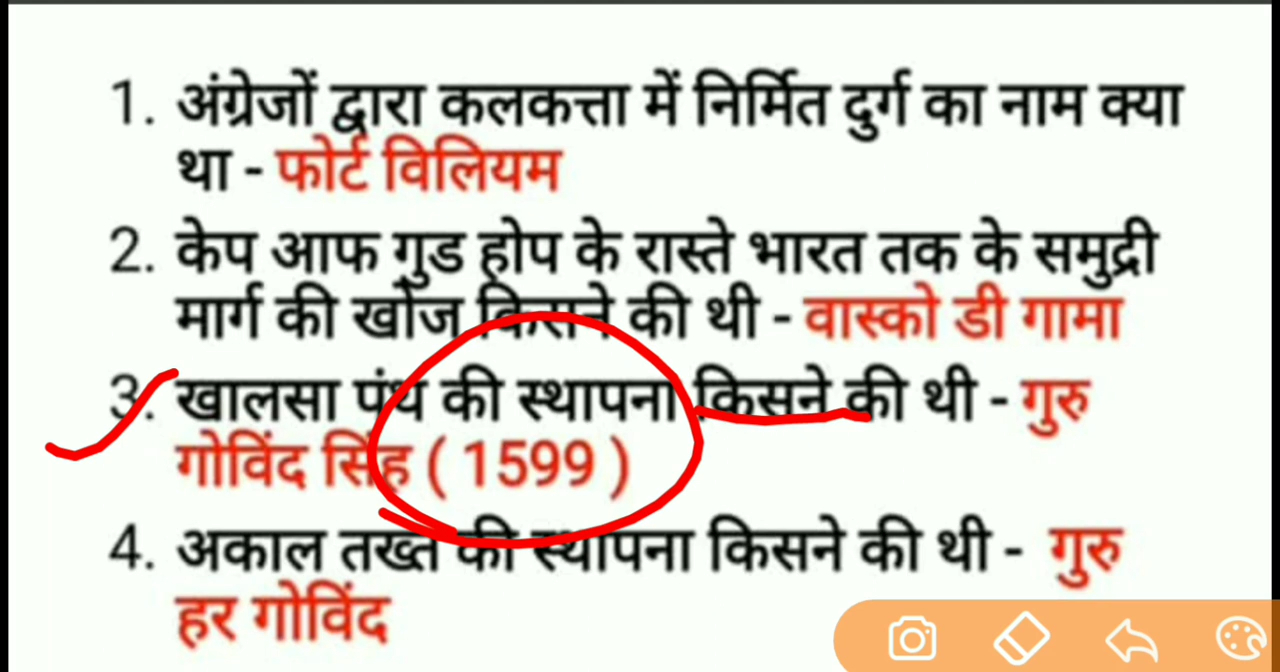 1. अंग्रेजों द्वारा कलकत्ता में निर्मित दुर्ग का नाम क्या
था - फोर्ट विलियम
2. केप आफ गुड होप के रास्ते भारत तक के समुद्री
मार्ग की खोज किसने की थी - वास्को डी गामा
3. खालसा पंथ की स्थापना किसने की थी - गुरु
गोविंद सिंह ( 1599 )
4. अकाल तख्त की स्थापना किसने की थी - गुरु
हर गोविंद